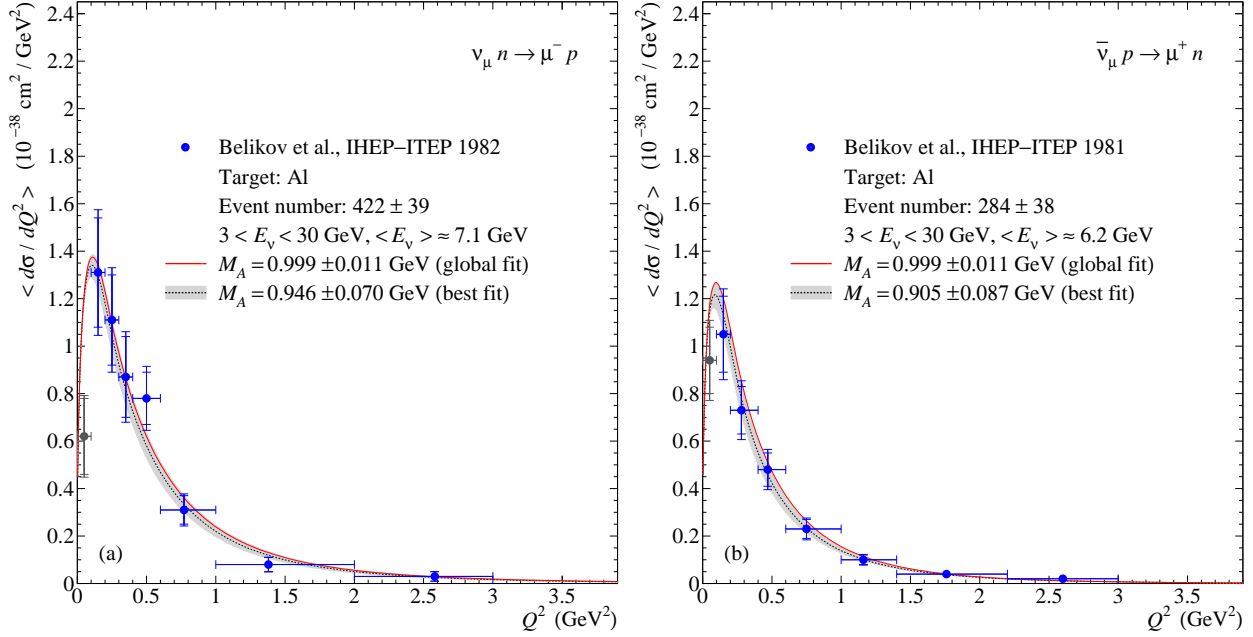 < dσ / dQ² > (10⁻³⁸ cm² / GeV²)
2.4
2.2
2
1.8
1.6
1.4
1.2
1
0.8
0.6
0.4
0.2
0
ν_μ n → μ⁻ p
Belikov et al., IHEP−ITEP 1982
Target: Al
Event number: 422 ± 39
3 < E_ν < 30 GeV, < E_ν > ≈ 7.1 GeV
M_A = 0.999 ±0.011 GeV (global fit)
M_A = 0.946 ±0.070 GeV (best fit)
(a)
0 0.5 1 1.5 2 2.5 3 3.5
Q² (GeV²)
< dσ / dQ² > (10⁻³⁸ cm² / GeV²)
2.4
2.2
2
1.8
1.6
1.4
1.2
1
0.8
0.6
0.4
0.2
0
ν̅_μ p → μ⁺ n
Belikov et al., IHEP−ITEP 1981
Target: Al
Event number: 284 ± 38
3 < E_ν < 30 GeV, < E_ν > ≈ 6.2 GeV
M_A = 0.999 ±0.011 GeV (global fit)
M_A = 0.905 ±0.087 GeV (best fit)
(b)
0 0.5 1 1.5 2 2.5 3 3.5
Q² (GeV²)